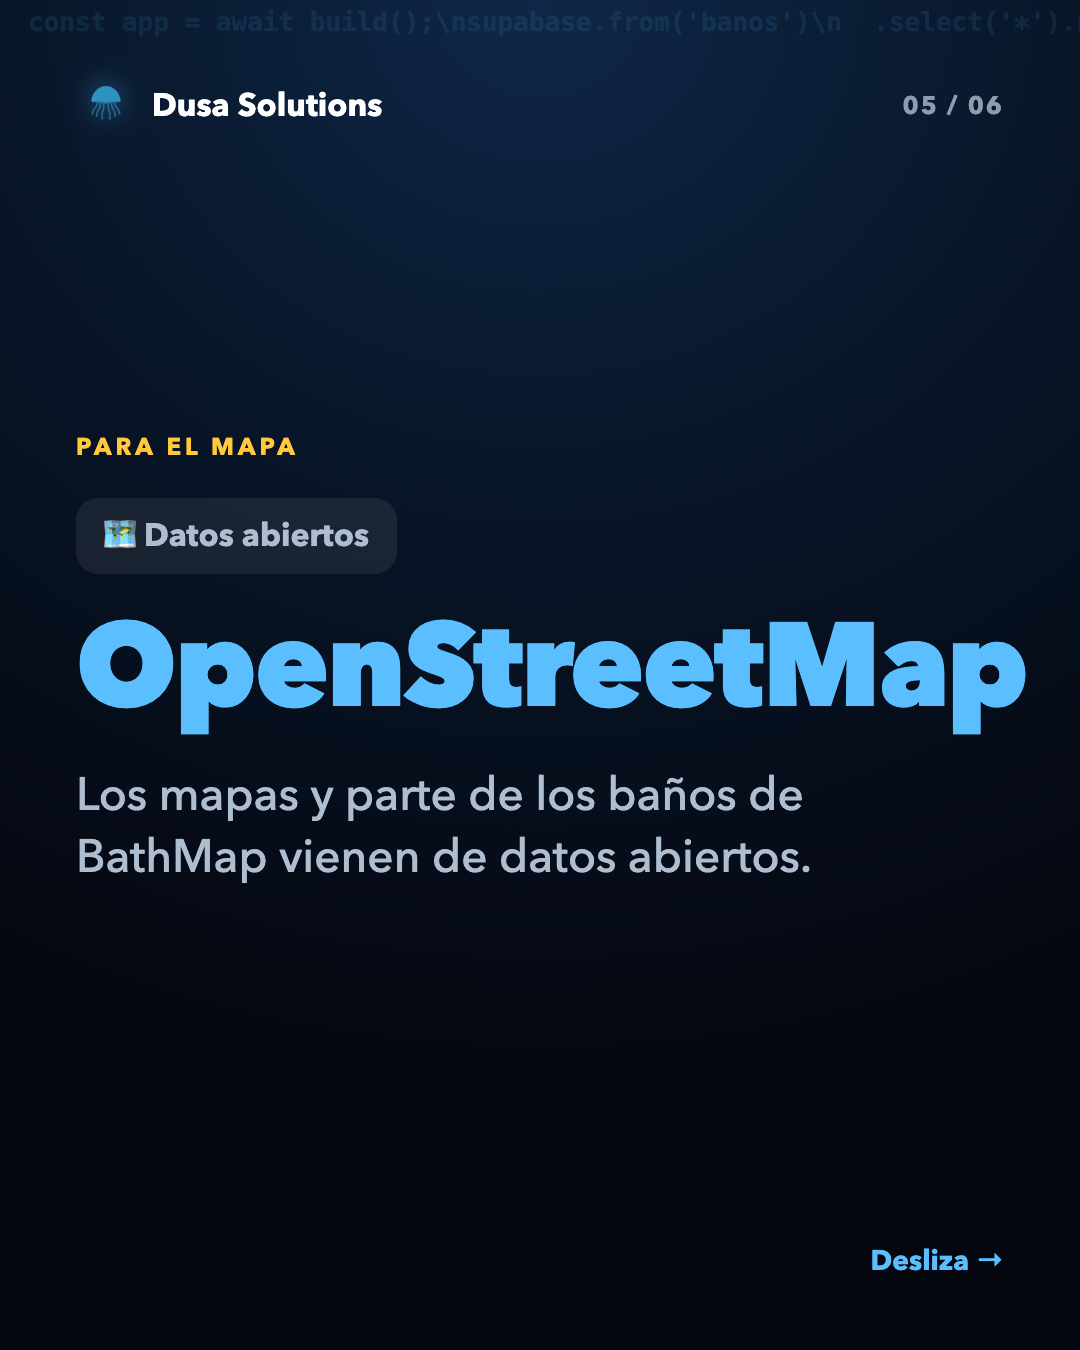 const app = await build();\nsupabase.from('banos')\n  .select('*').
Dusa Solutions
05 / 06
PARA EL MAPA
Datos abiertos
OpenStreetMap
Los mapas y parte de los baños de
BathMap vienen de datos abiertos.
Desliza →